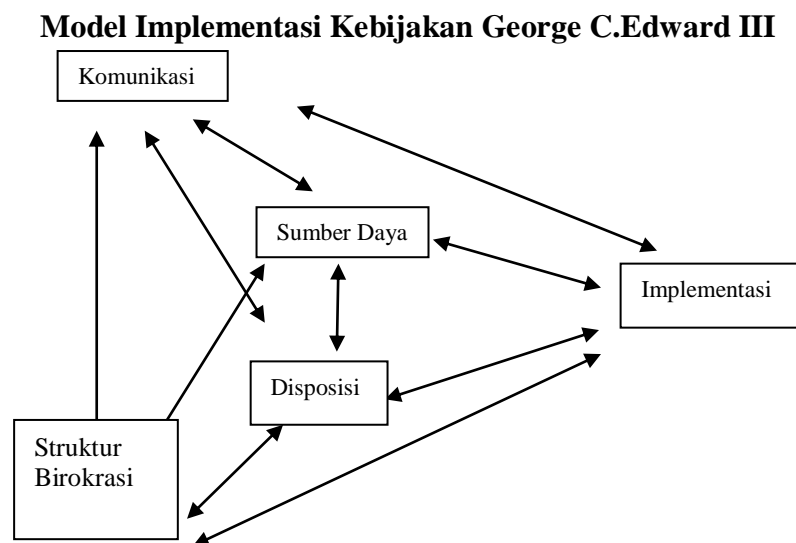 Model Implementasi Kebijakan George C.Edward III
Komunikasi
Sumber Daya
Implementasi
Disposisi
Struktur
Birokrasi